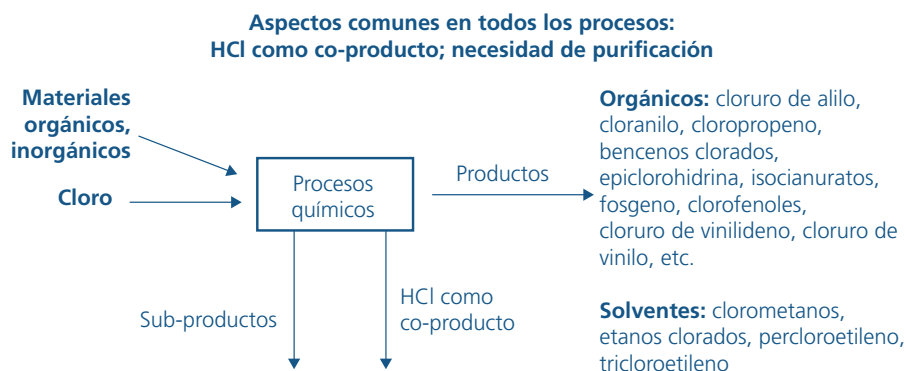 Aspectos comunes en todos los procesos:
HCl como co-producto; necesidad de purificación
Materiales
orgánicos,
inorgánicos
Cloro
Procesos
químicos
Productos
Sub-productos
HCl como
co-producto
Orgánicos: cloruro de alilo,
cloranilo, cloropropeno,
bencenos clorados,
epiclorohidrina, isocianuratos,
fosgeno, clorofenoles,
cloruro de vinilideno, cloruro de
vinilo, etc.
Solventes: clorometanos,
etanos clorados, percloroetileno,
tricloroetileno